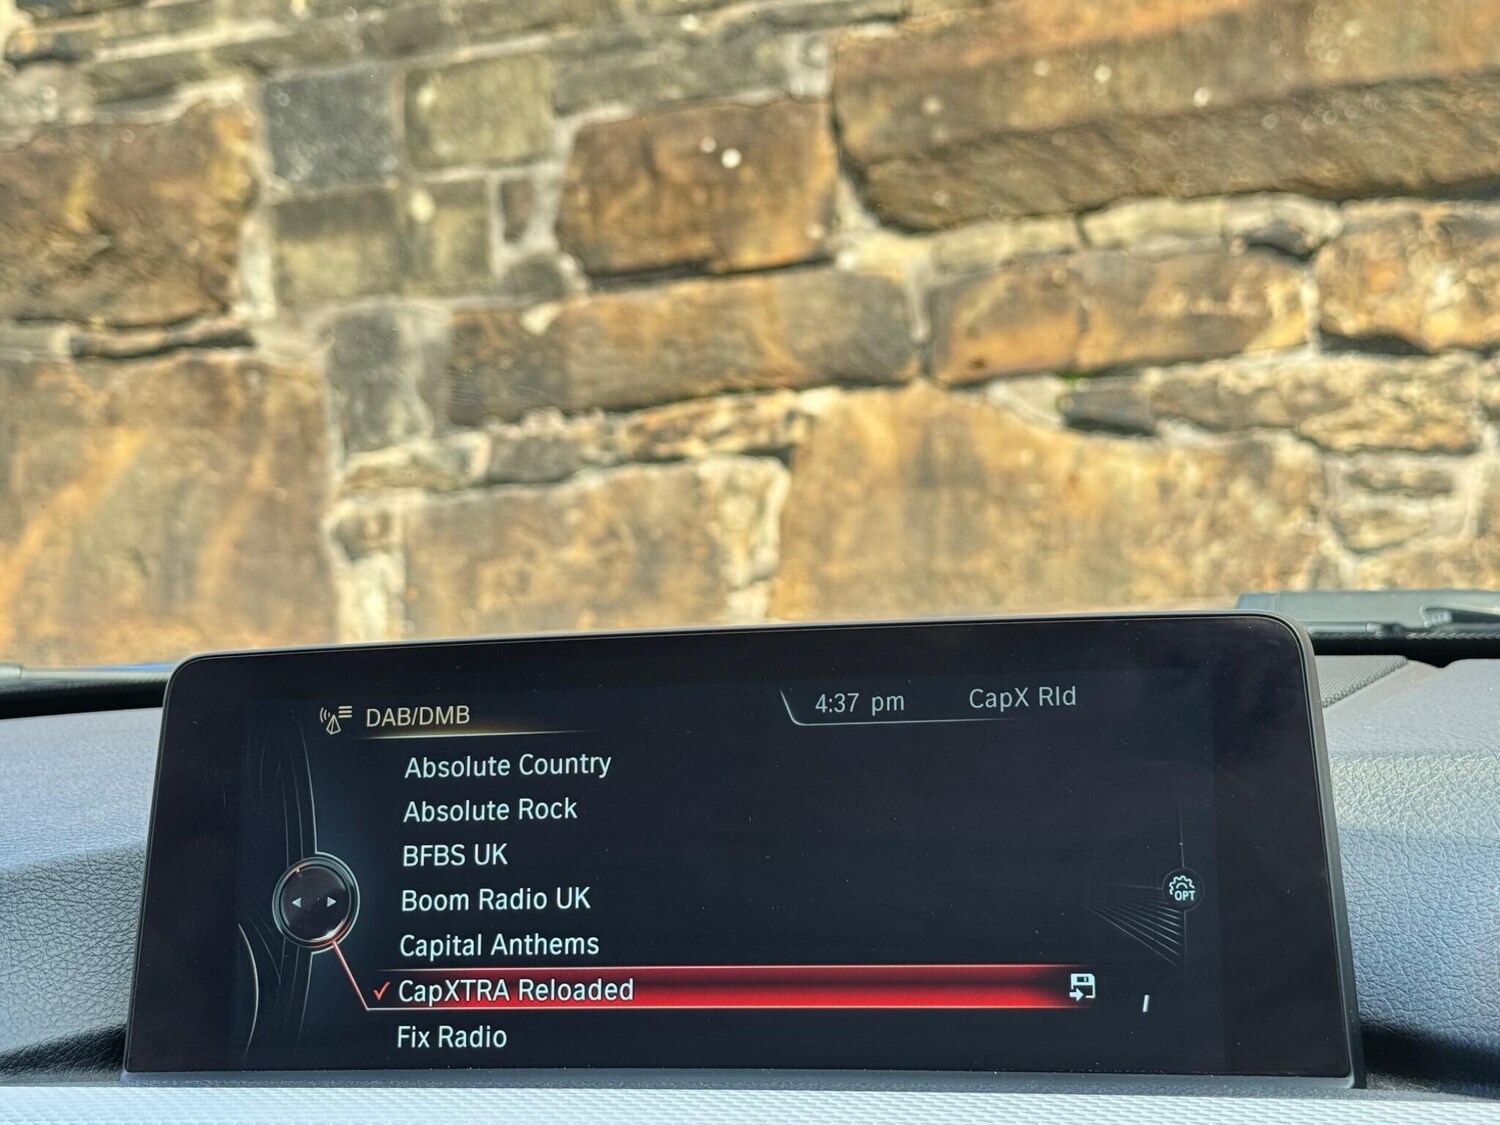 DAB/DMB
4:37 pm
CapX Rld
Absolute Country
Absolute Rock
BFBS UK
Boom Radio UK
Capital Anthems
✓ CapXTRA Reloaded
Fix Radio
OPT